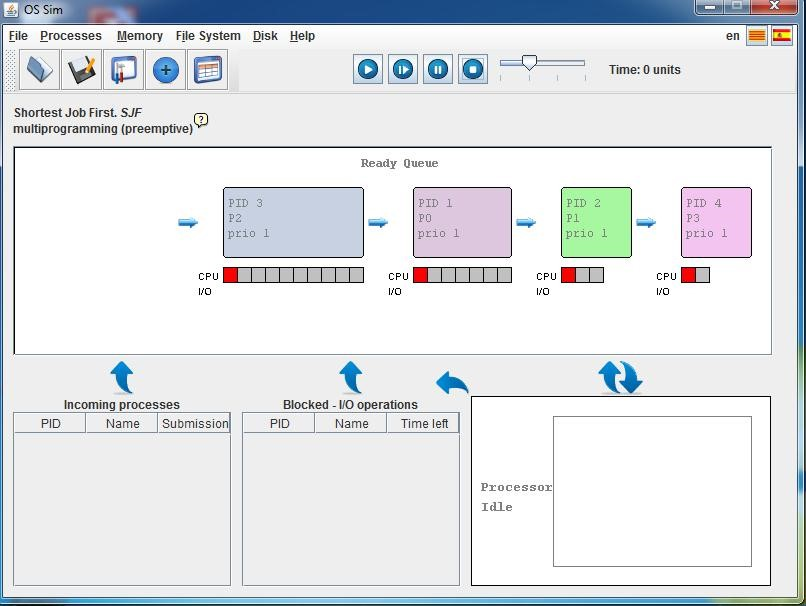 OS Sim
File Processes Memory File System Disk Help en
Time: 0 units
Shortest Job First. SJF
multiprogramming (preemptive) ?
Ready Queue
PID 3
P2
prio 1
CPU
I/O
PID 1
P0
prio 1
CPU
I/O
PID 2
P1
prio 1
CPU
I/O
PID 4
P3
prio 1
CPU
I/O
Incoming processes
PID Name Submission
Blocked - I/O operations
PID Name Time left
Processor
Idle